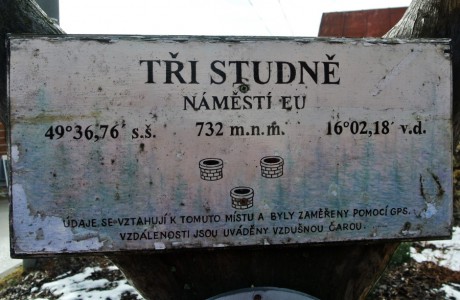 TŘI STUDNĚ
NÁMĚSTÍ EU
49°36,76´ s.š. 732 m.n.m. 16°02,18´ v.d.
ÚDAJE SE VZTAHUJÍ K TOMUTO MÍSTU A BYLY ZAMĚŘENY POMOCÍ GPS.
VZDÁLENOSTI JSOU UVÁDĚNY VZDUŠNOU ČAROU.